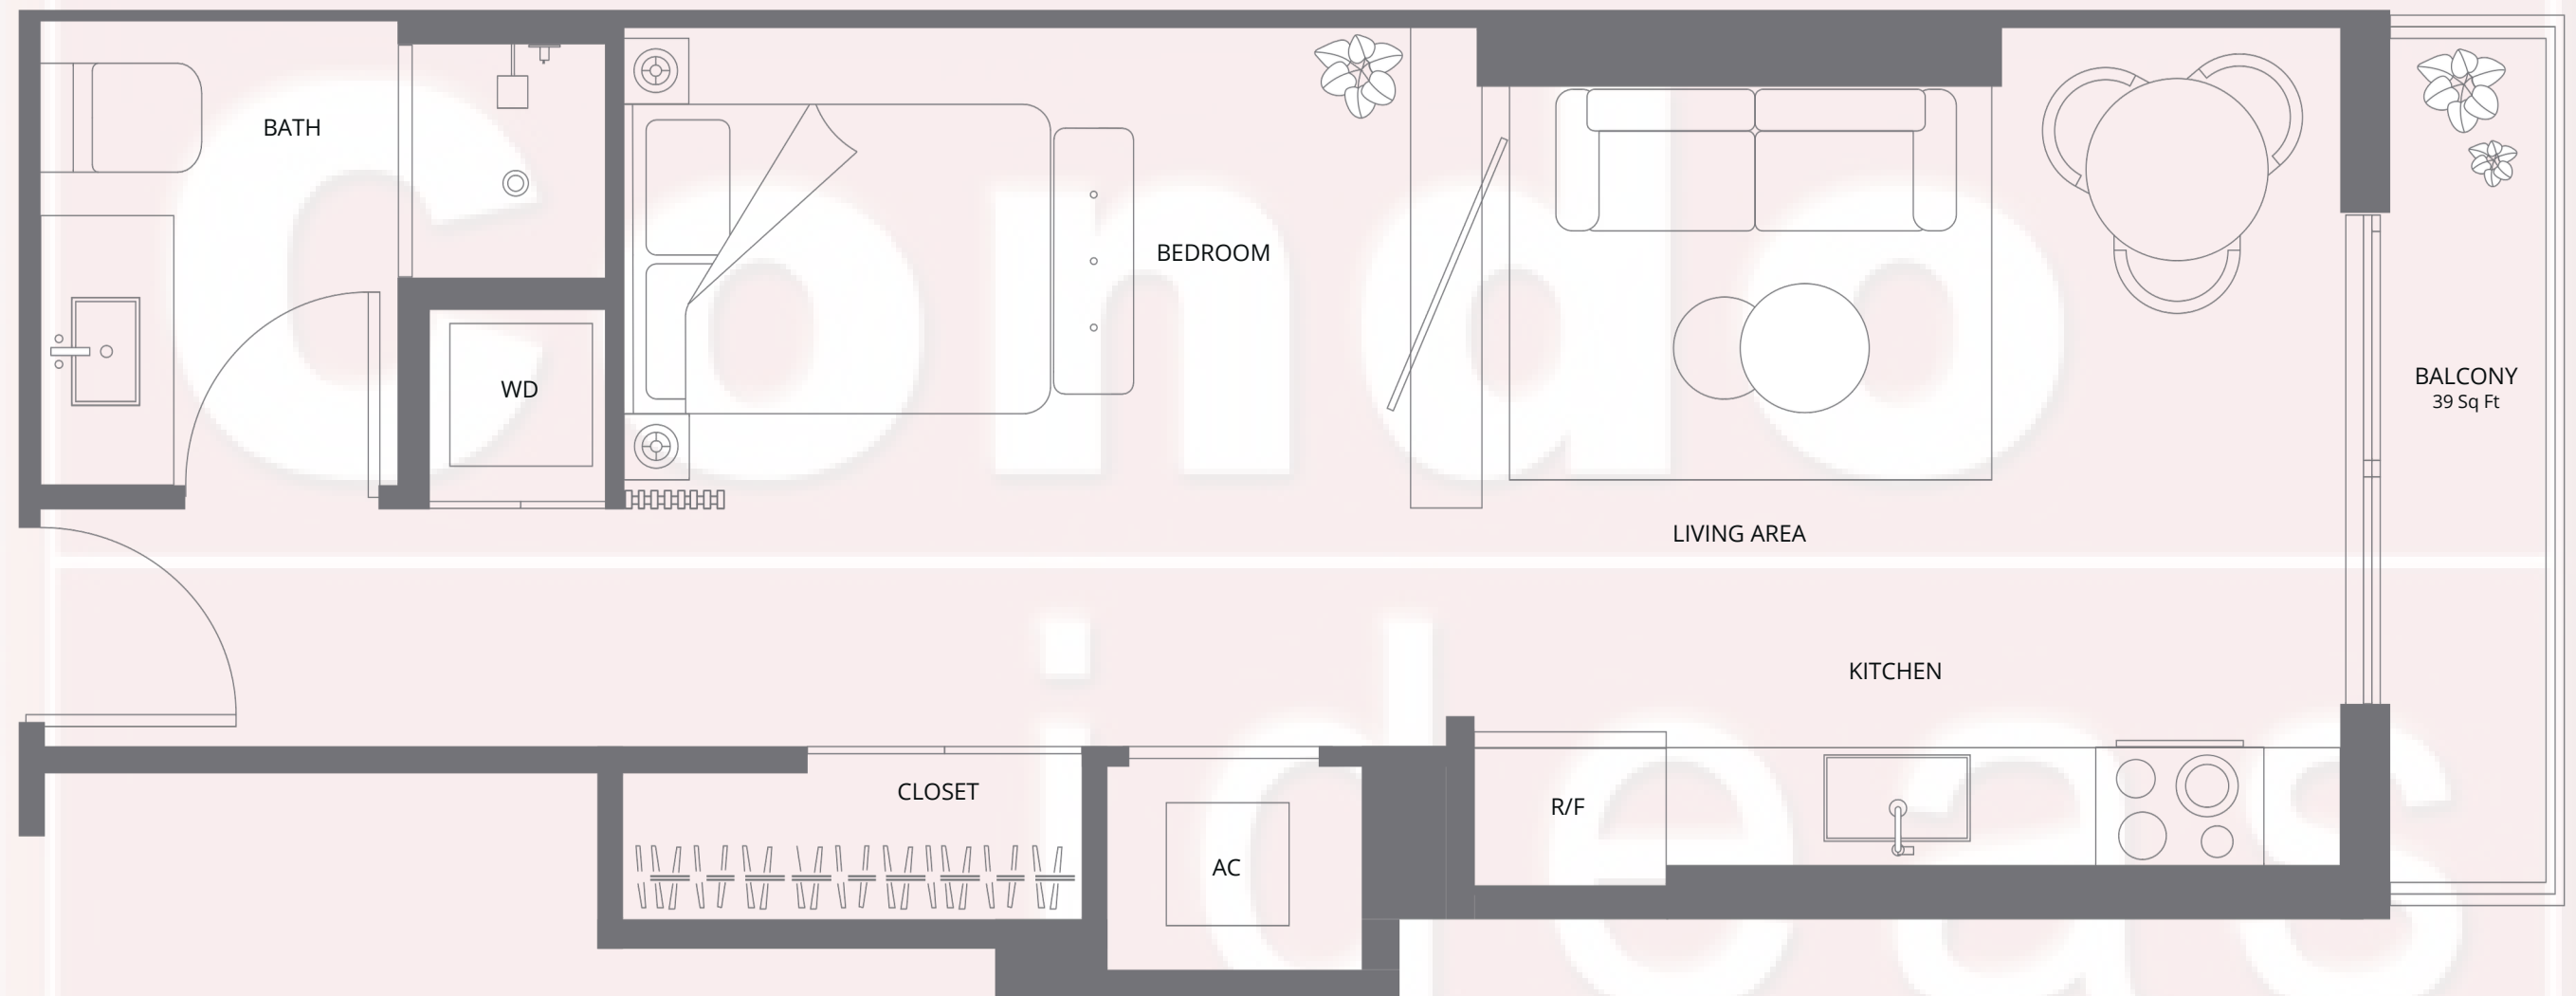 BATH
BEDROOM
WD
BALCONY
39 Sq Ft
LIVING AREA
KITCHEN
CLOSET
R/F
AC
Condo
ideas